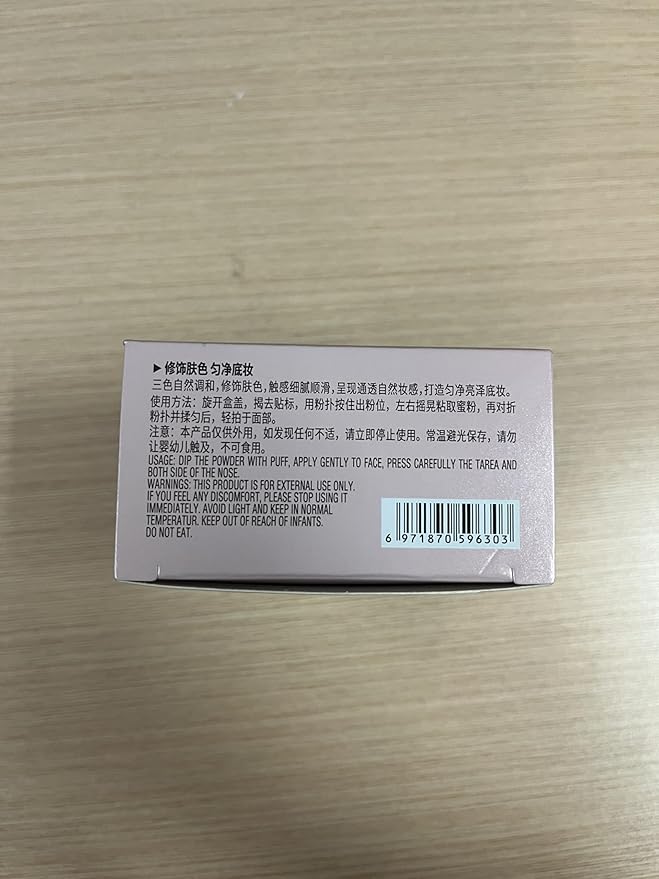 ▶修饰肤色 匀净底妆
三色自然调和，修饰肤色，触感细腻顺滑，呈现通透自然妆感，打造匀净亮泽底妆。
使用方法：旋开盒盖，揭去贴标，用粉扑按住出粉位，左右摇晃粘取蜜粉，再对折
粉扑并揉匀后，轻拍于面部。
注意：本产品仅供外用，如发现任何不适，请立即停止使用。常温避光保存，请勿
让婴幼儿触及，不可食用。
USAGE: DIP THE POWDER WITH PUFF, APPLY GENTLY TO FACE, PRESS CAREFULLY THE TAREA AND
BOTH SIDE OF THE NOSE.
WARNINGS: THIS PRODUCT IS FOR EXTERNAL USE ONLY.
IF YOU FEEL ANY DISCOMFORT, PLEASE STOP USING IT
IMMEDIATELY. AVOID LIGHT AND KEEP IN NORMAL
TEMPERATUR. KEEP OUT OF REACH OF INFANTS.
DO NOT EAT.
6 971870 596303